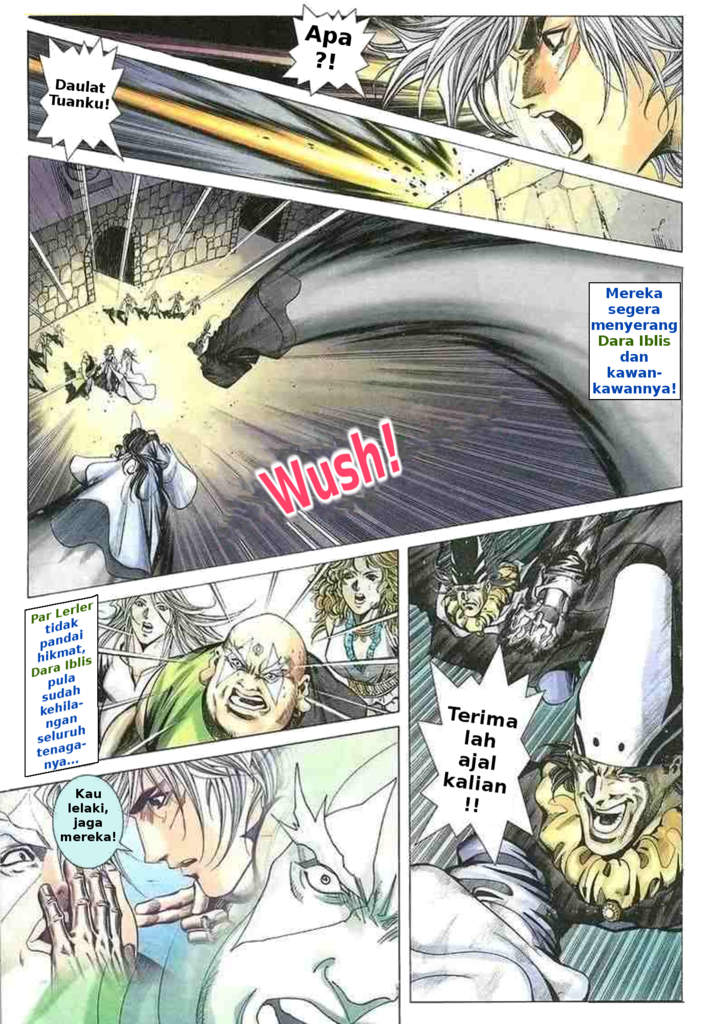 Apa
?!
Daulat
Tuanku!
Mereka
segera
menyerang
Dara Iblis
dan
kawan-
kawannya!
Wush!
Par Lerler
tidak
pandai
hikmat,
Dara Iblis
pula
sudah
kehila-
ngan
seluruh
tenaga-
nya...
Terima
lah
ajal
kalian
!!
Kau
lelaki,
jaga
mereka!